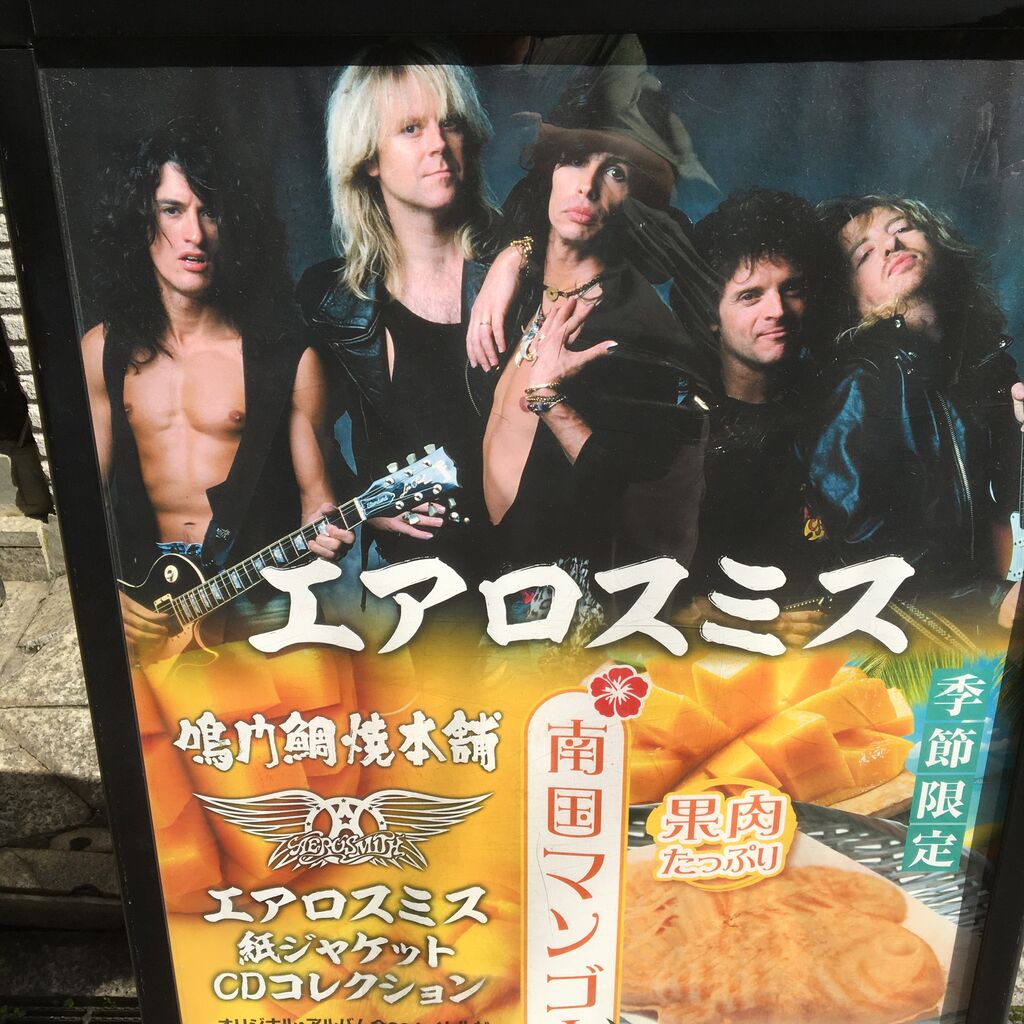 エアロスミス
鳴門鯛焼本舗
AEROSMITH
エアロスミス
紙ジャケット
CDコレクション
南国マンゴー
果肉
たっぷり
季節限定